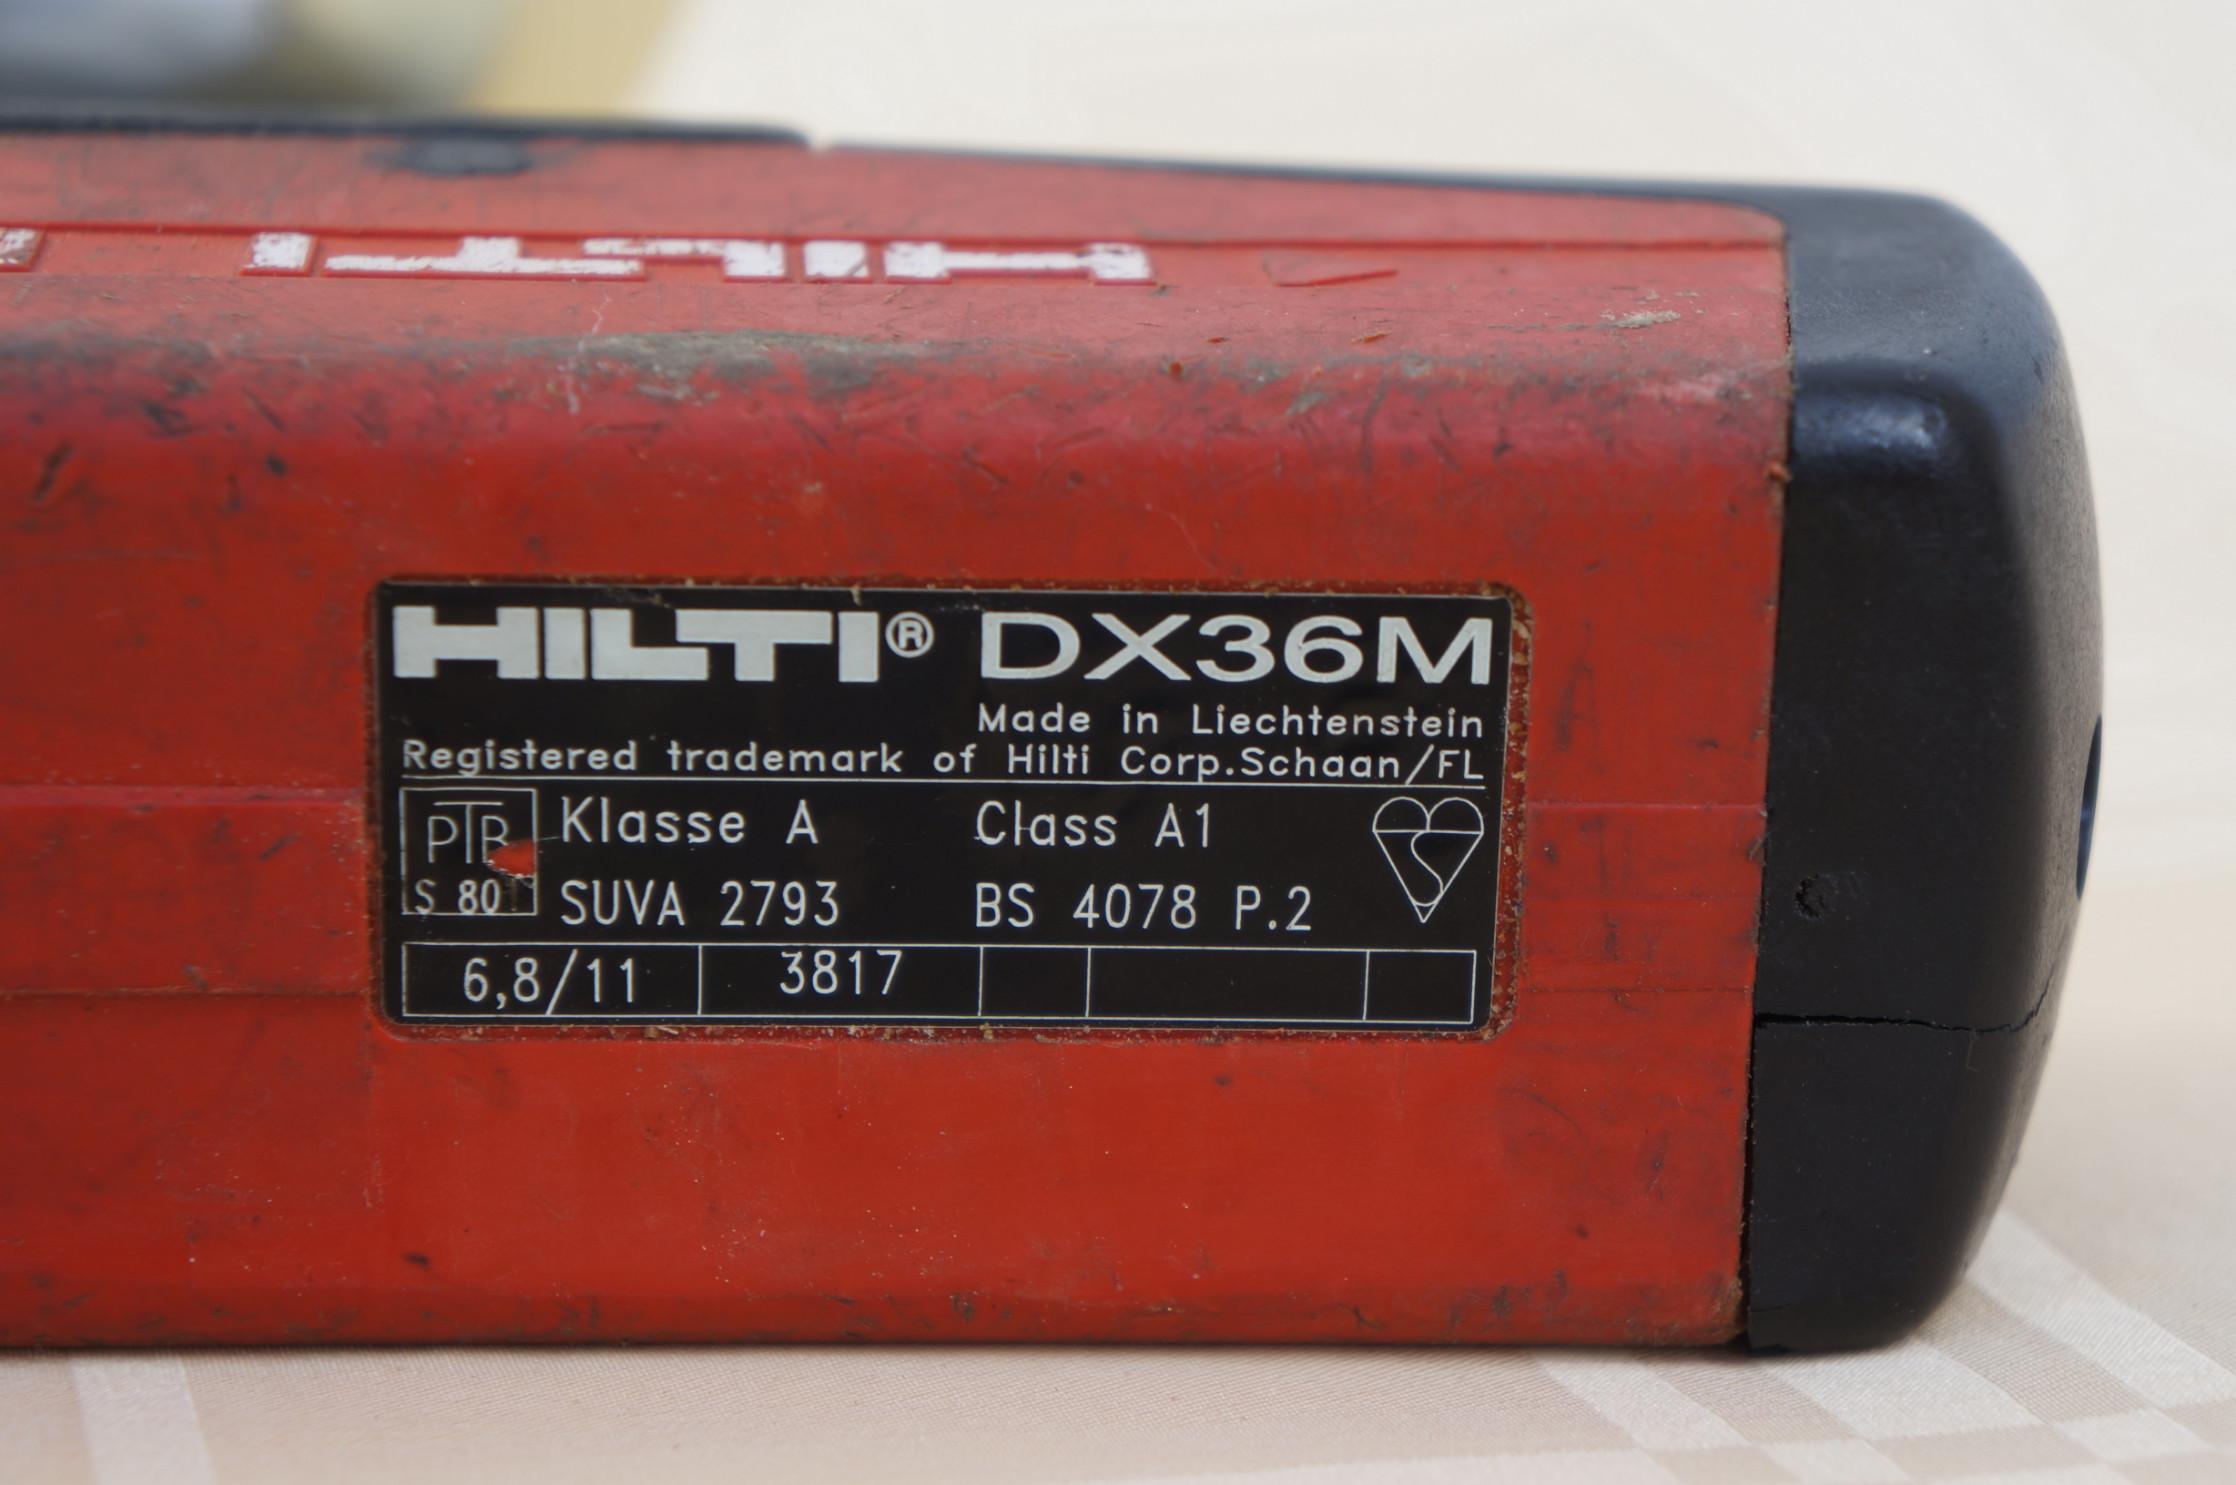 HILTI
HILTI® DX36M
Made in Liechtenstein
Registered trademark of Hilti Corp.Schaan/FL
PTB Klasse A Class A1
S 80 SUVA 2793 BS 4078 P.2
6,8/11 3817